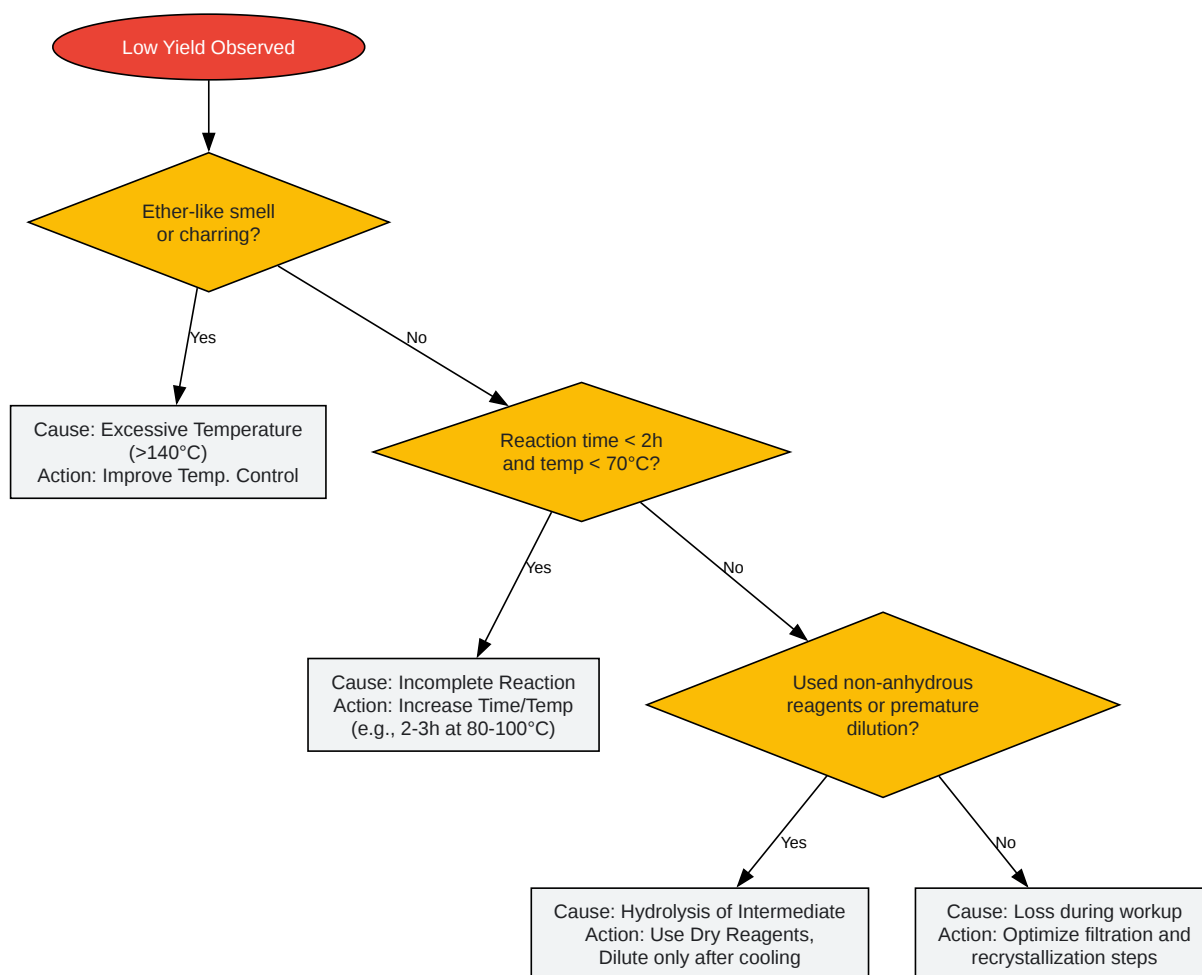 Low Yield Observed
Ether-like smell
or charring?
Yes
No
Cause: Excessive Temperature
(>140°C)
Action: Improve Temp. Control
Reaction time < 2h
and temp < 70°C?
Yes
No
Cause: Incomplete Reaction
Action: Increase Time/Temp
(e.g., 2-3h at 80-100°C)
Used non-anhydrous
reagents or premature
dilution?
Yes
No
Cause: Hydrolysis of Intermediate
Action: Use Dry Reagents,
Dilute only after cooling
Cause: Loss during workup
Action: Optimize filtration and
recrystallization steps